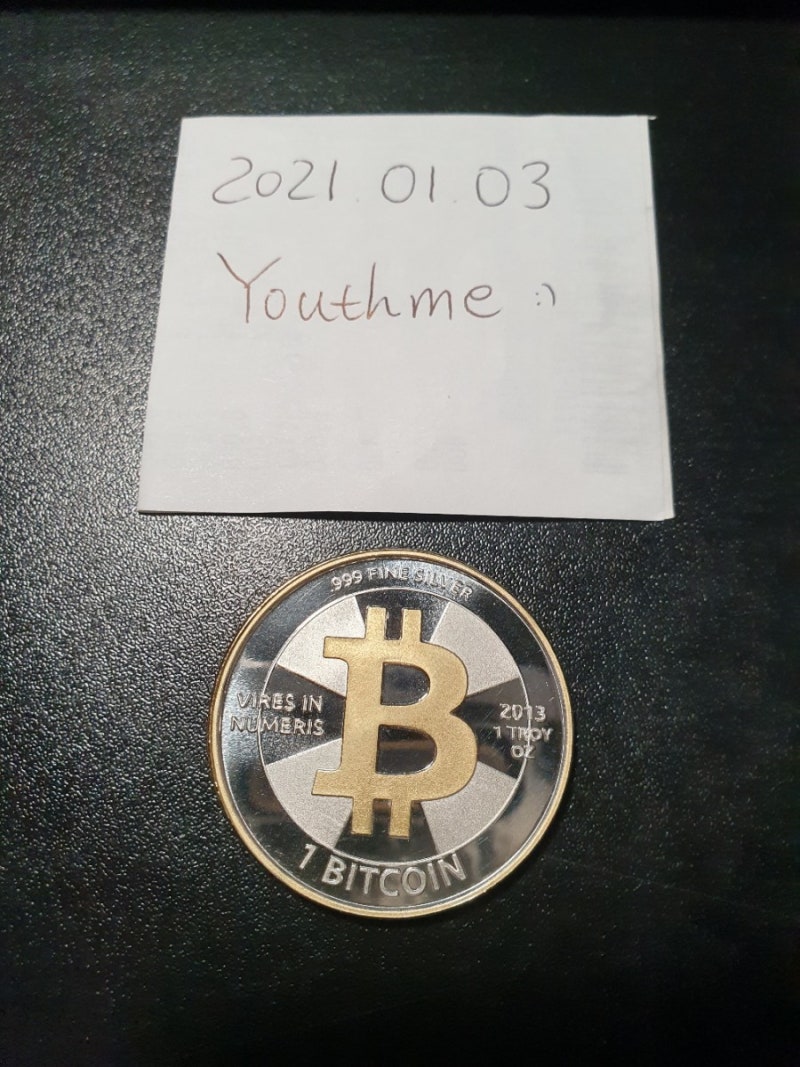 2021.01.03
Youthme :)
.999 FINE SILVER
VIRES IN
NUMERIS
2013
1 TROY
OZ
1 BITCOIN